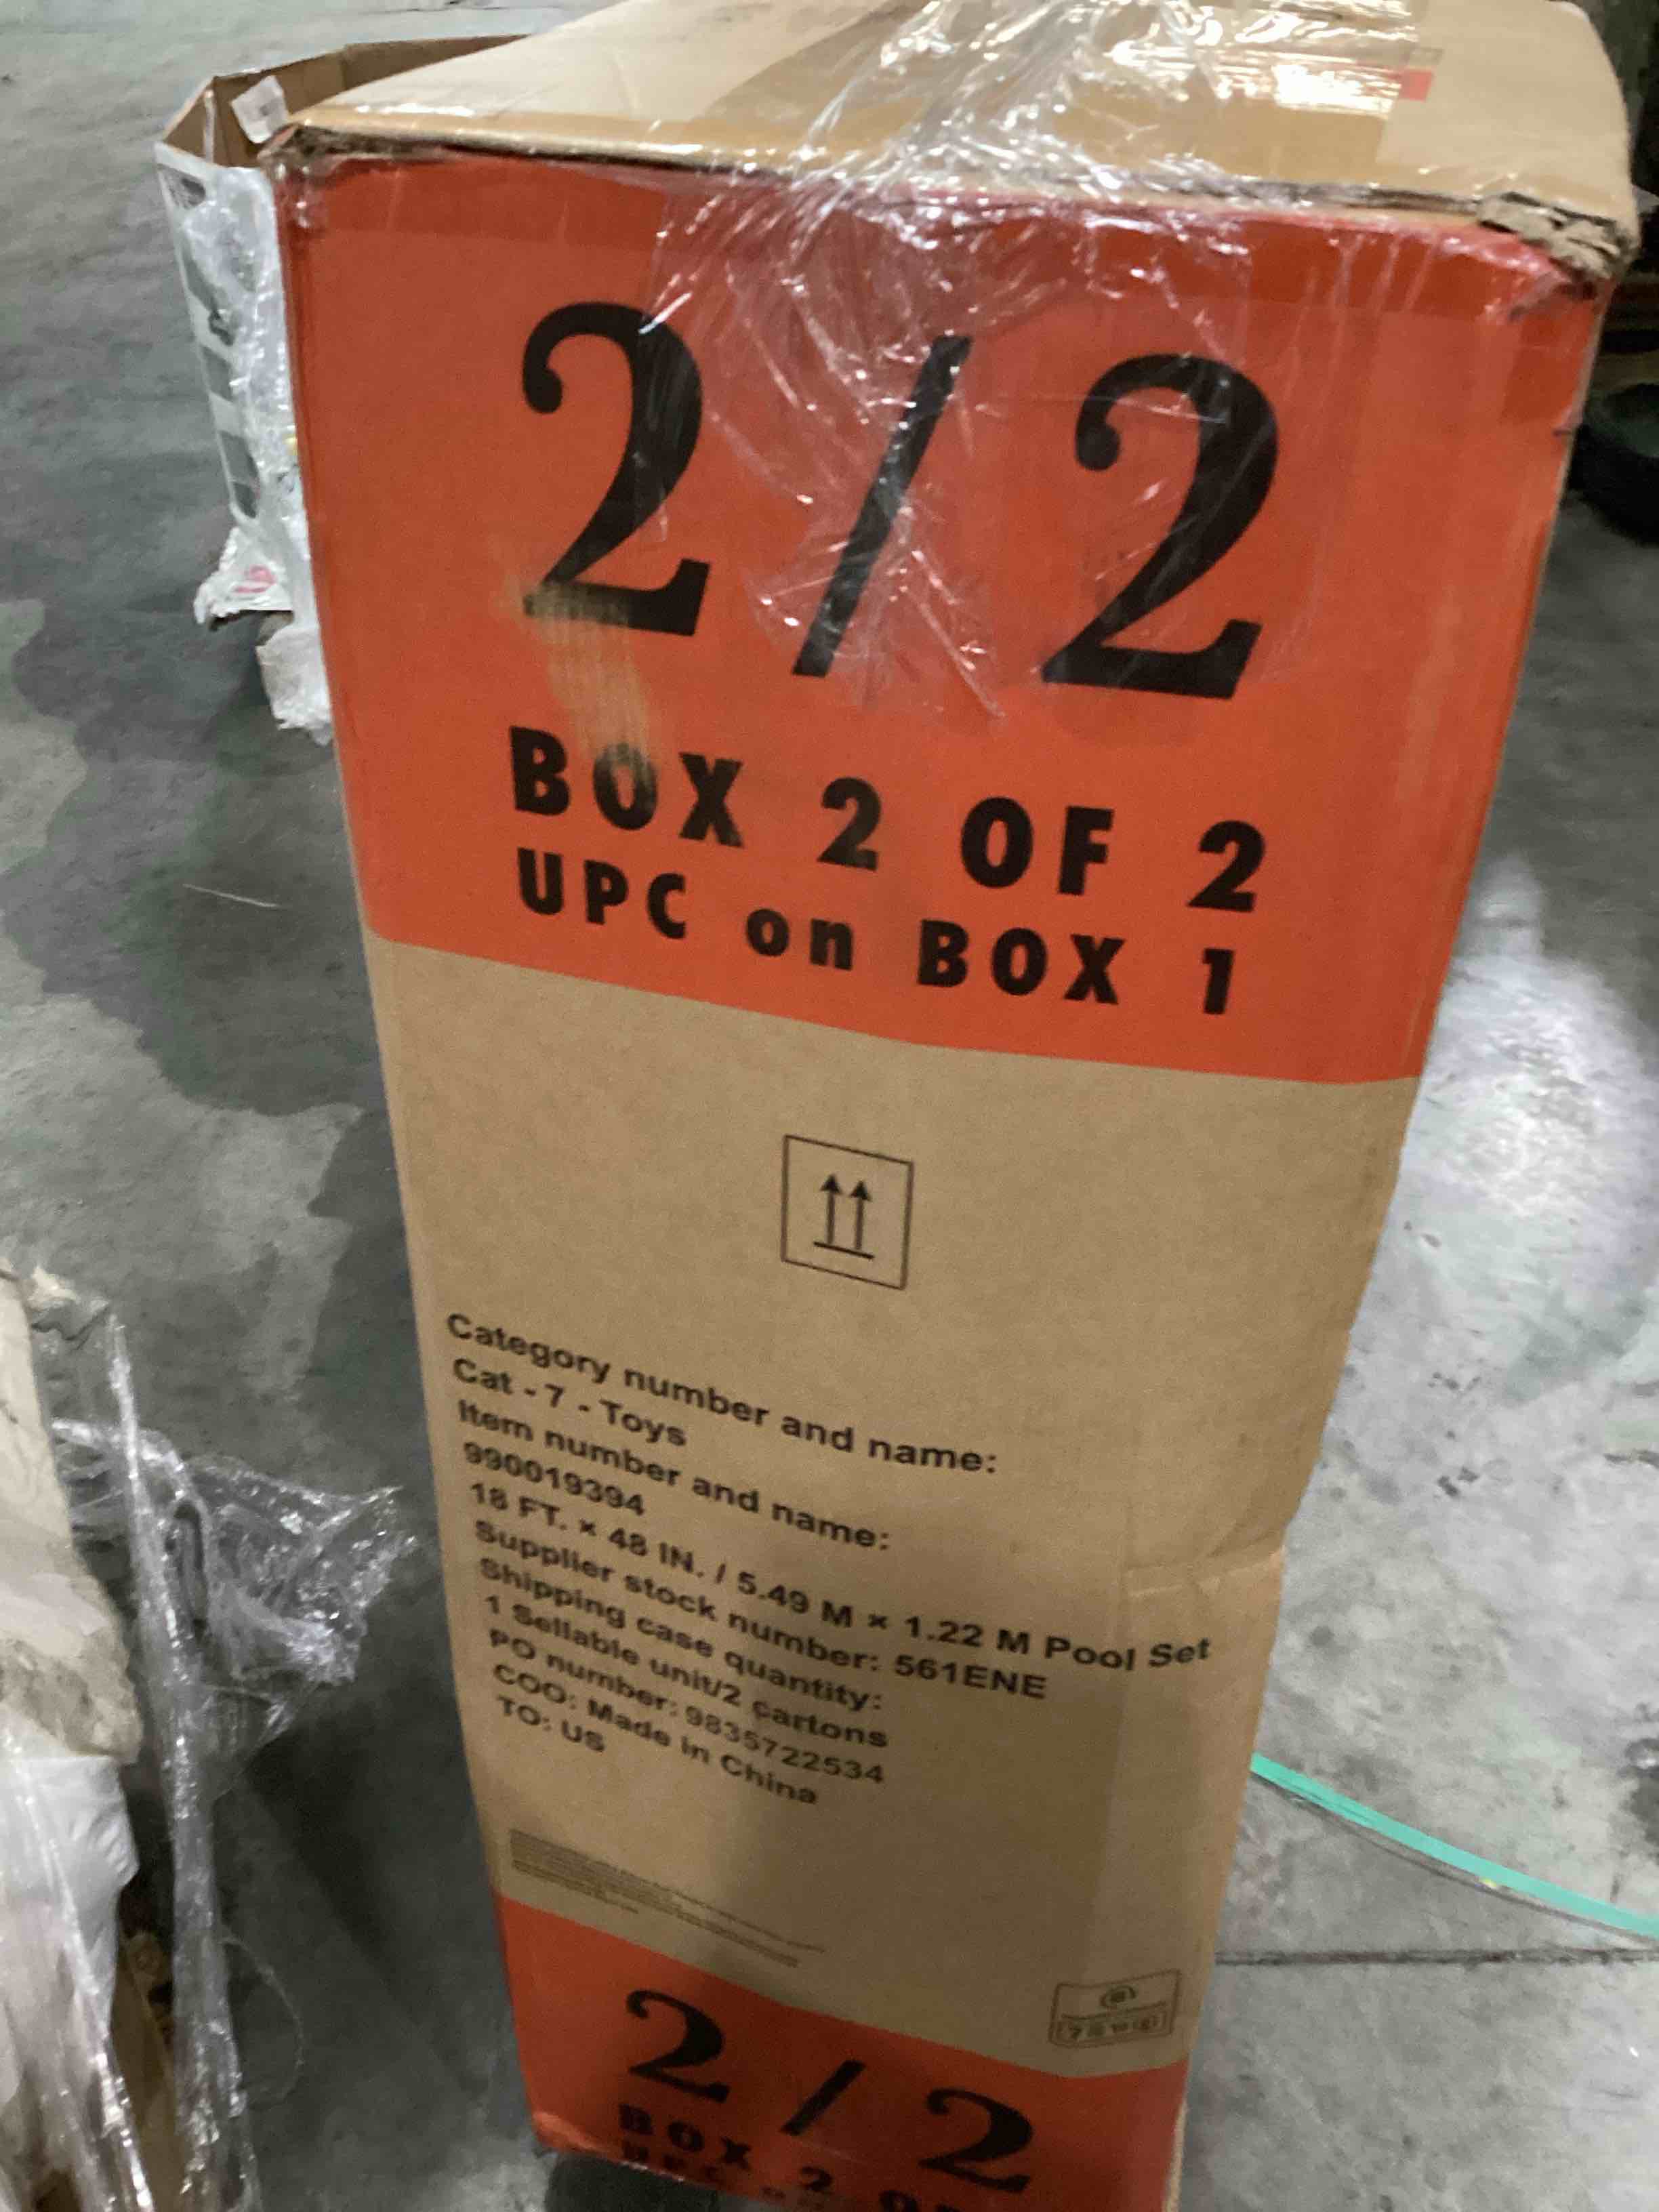 2/2
BOX 2 OF 2
UPC on BOX 1
Category number and name:
Cat - 7 - Toys
Item number and name:
990019394
18 FT. × 48 IN. / 5.49 M × 1.22 M Pool Set
Supplier stock number: 561ENE
Shipping case quantity:
1 Sellable unit/2 cartons
PO number: 9835722534
COO: Made in China
TO: US
2/2
BOX 2